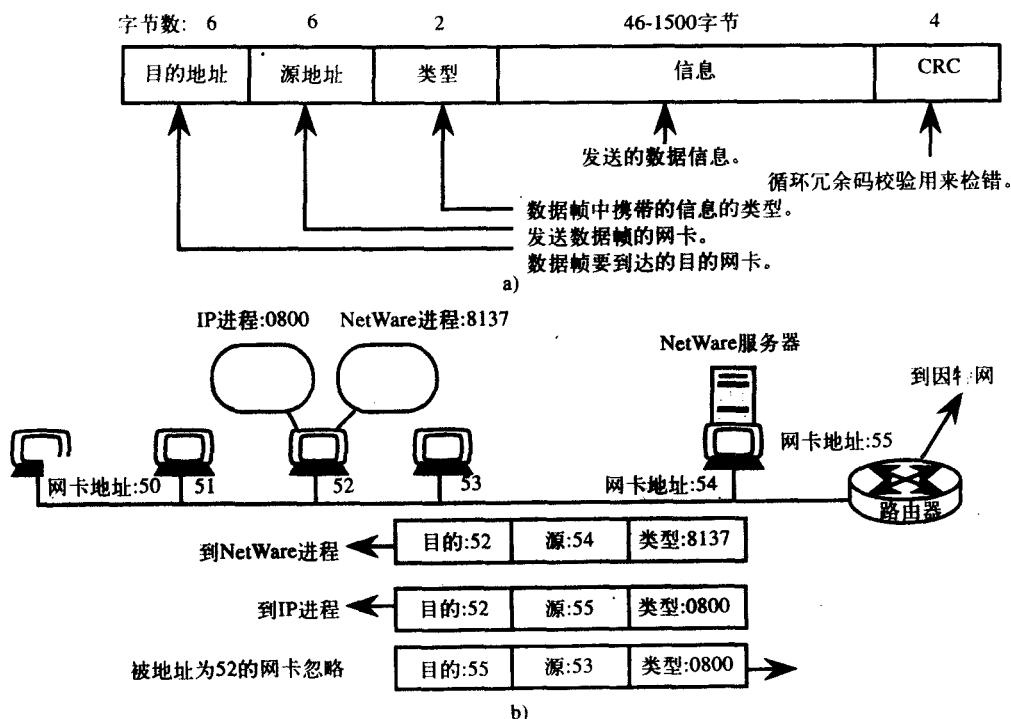 字节数: 6 6 2 46-1500字节 4
目的地址 源地址 类型 信息 CRC
发送的数据信息。
循环冗余码校验用来检错。
数据帧中携带的信息的类型。
发送数据帧的网卡。
数据帧要到达的目的网卡。
a)
IP进程:0800 NetWare进程:8137
NetWare服务器
到因特网
网卡地址:55
网卡地址:50 51 52 53 网卡地址:54
路由器
到NetWare进程 目的:52 源:54 类型:8137
到IP进程 目的:52 源:55 类型:0800
被地址为52的网卡忽略 目的:55 源:53 类型:0800
b)